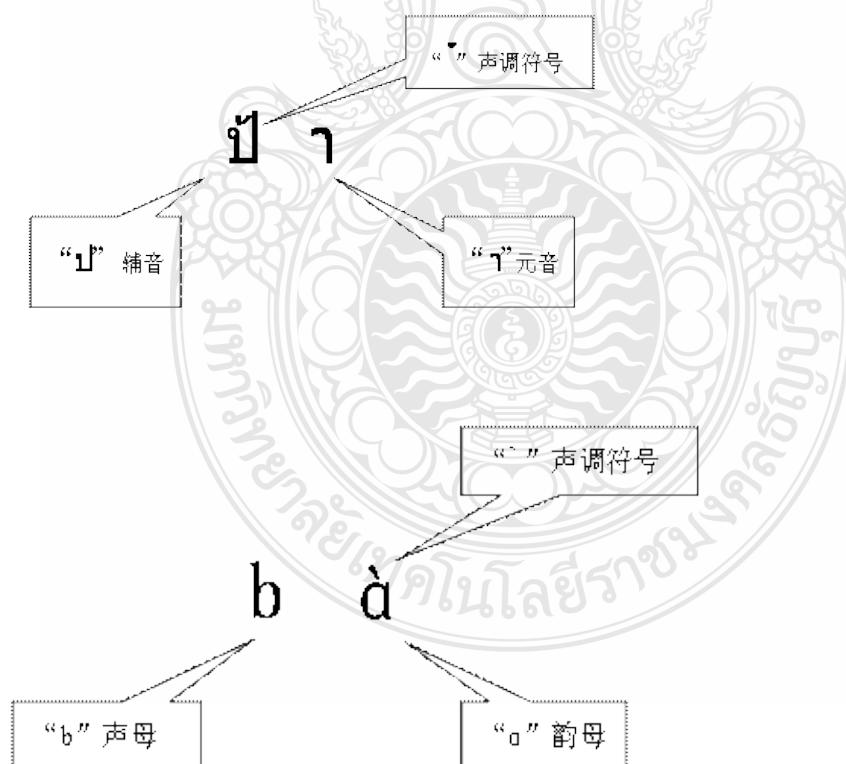 “ ้” 声调符号
ป้ า
“ป” 辅音
“า”元音
“ˋ” 声调符号
b à
“b” 声母
“a” 韵母
มหาวิทยาลัยเทคโนโลยีราชมงคลธัญบุรี